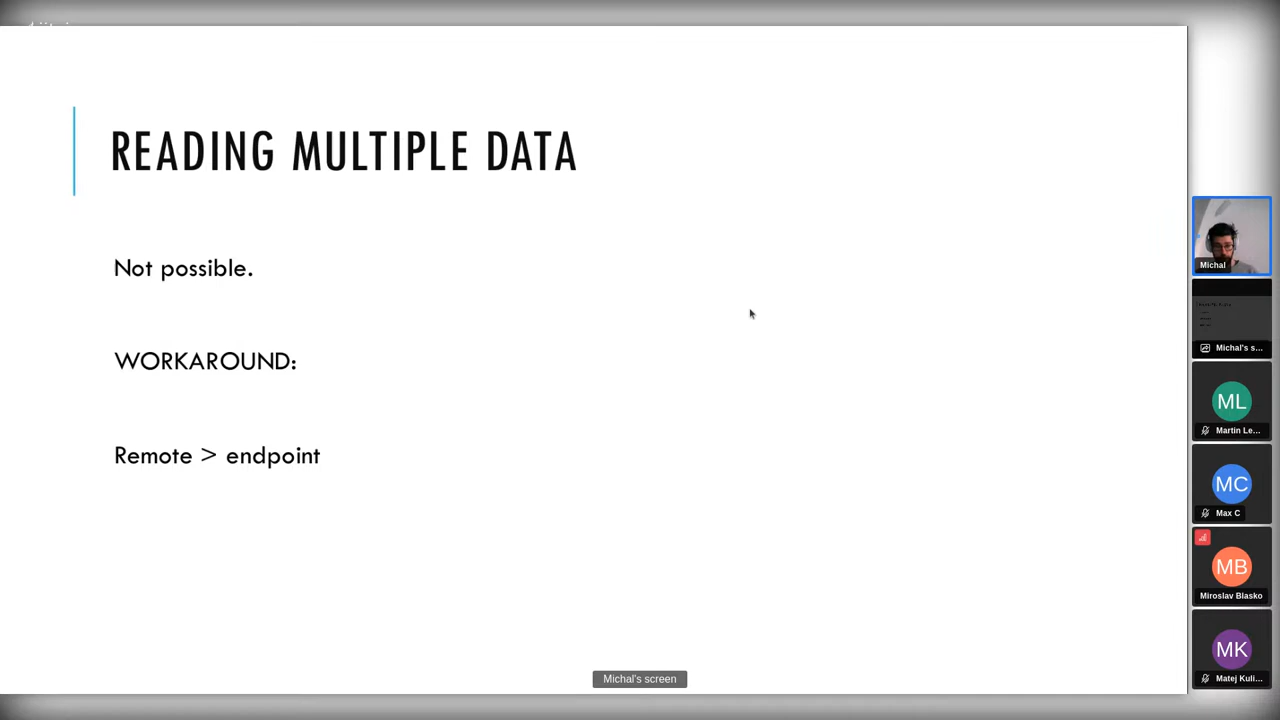 READING MULTIPLE DATA
Not possible.
WORKAROUND:
Remote > endpoint
Michal
Michal's s...
ML
Martin Le...
MC
Max C
MB
Miroslav Blasko
MK
Matej Kuli...
Michal's screen